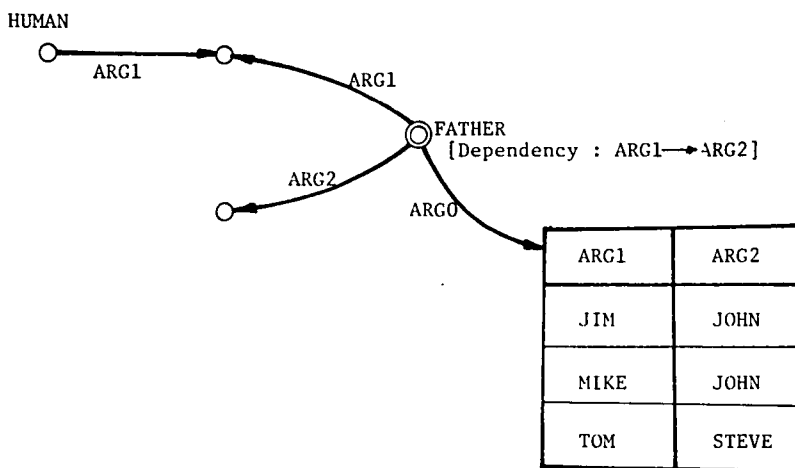 HUMAN
ARG1
ARG1
FATHER
[Dependency : ARG1→ARG2]
ARG2
ARG0
ARG1 ARG2
JIM JOHN
MIKE JOHN
TOM STEVE